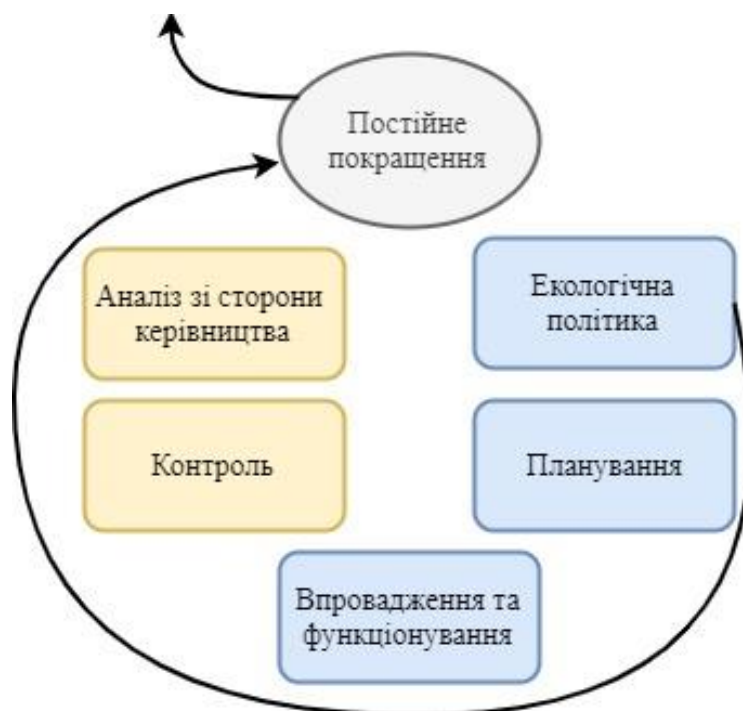 Постійне
покращення
Аналіз зі сторони
керівництва
Екологічна
політика
Контроль
Планування
Впровадження та
функціонування